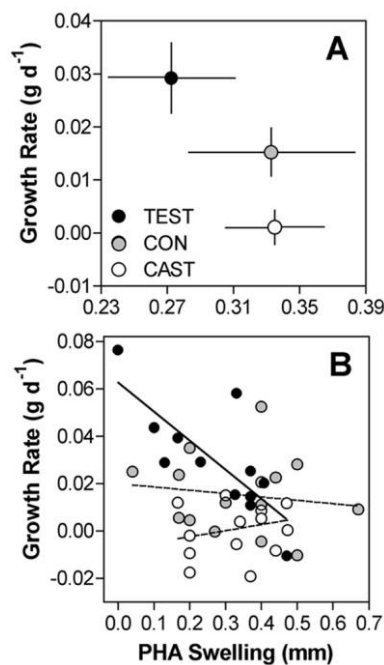 A
0.04
0.03
0.02
0.01
0.00
-0.01
Growth Rate (g d⁻¹)
TEST
CON
CAST
0.23 0.27 0.31 0.35 0.39
B
0.08
0.06
0.04
0.02
0.00
-0.02
Growth Rate (g d⁻¹)
0.0 0.1 0.2 0.3 0.4 0.5 0.6 0.7
PHA Swelling (mm)